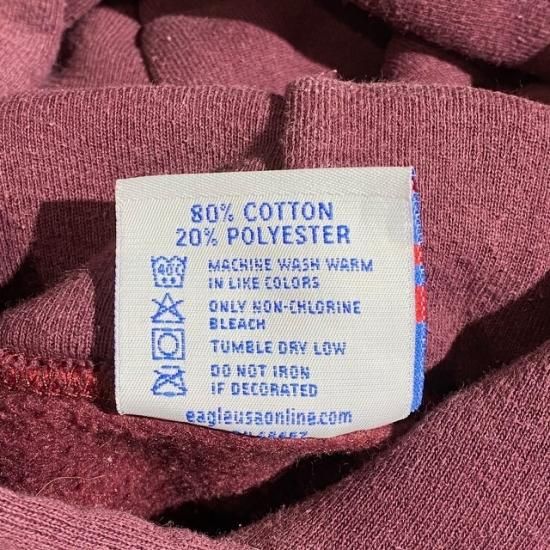 80% COTTON
20% POLYESTER
40°C
MACHINE WASH WARM
IN LIKE COLORS
ONLY NON-CHLORINE
BLEACH
TUMBLE DRY LOW
DO NOT IRON
IF DECORATED
eagleusaonline.com